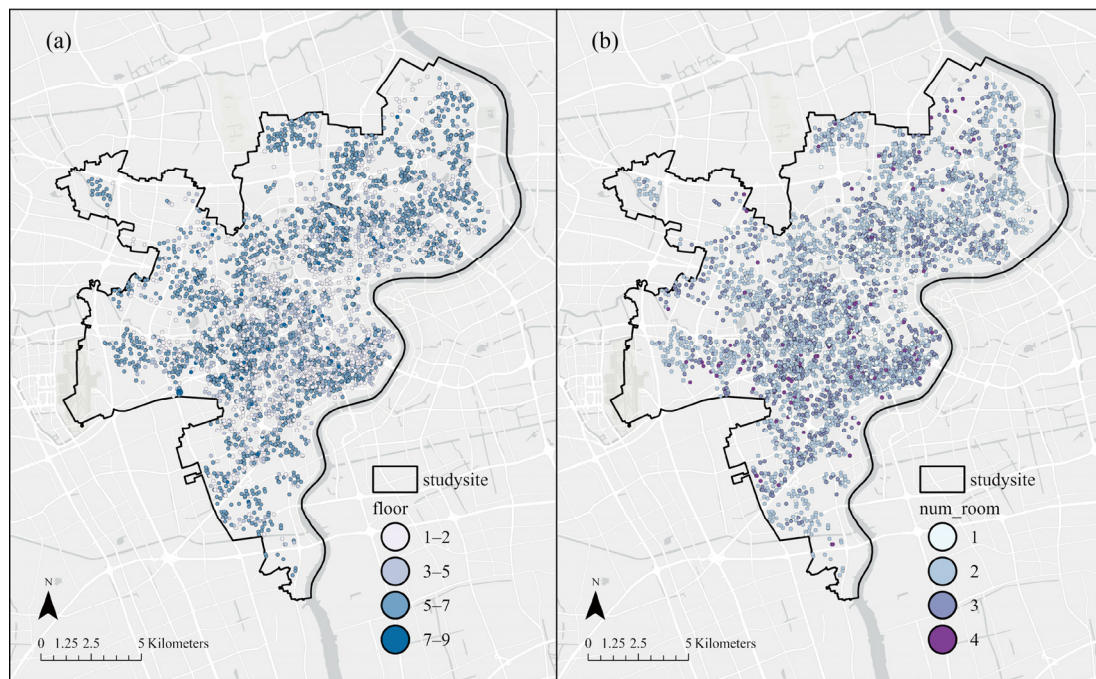 (a)
studysite
floor
1–2
3–5
5–7
7–9
N
0 1.25 2.5 5 Kilometers
(b)
studysite
num_room
1
2
3
4
N
0 1.25 2.5 5 Kilometers